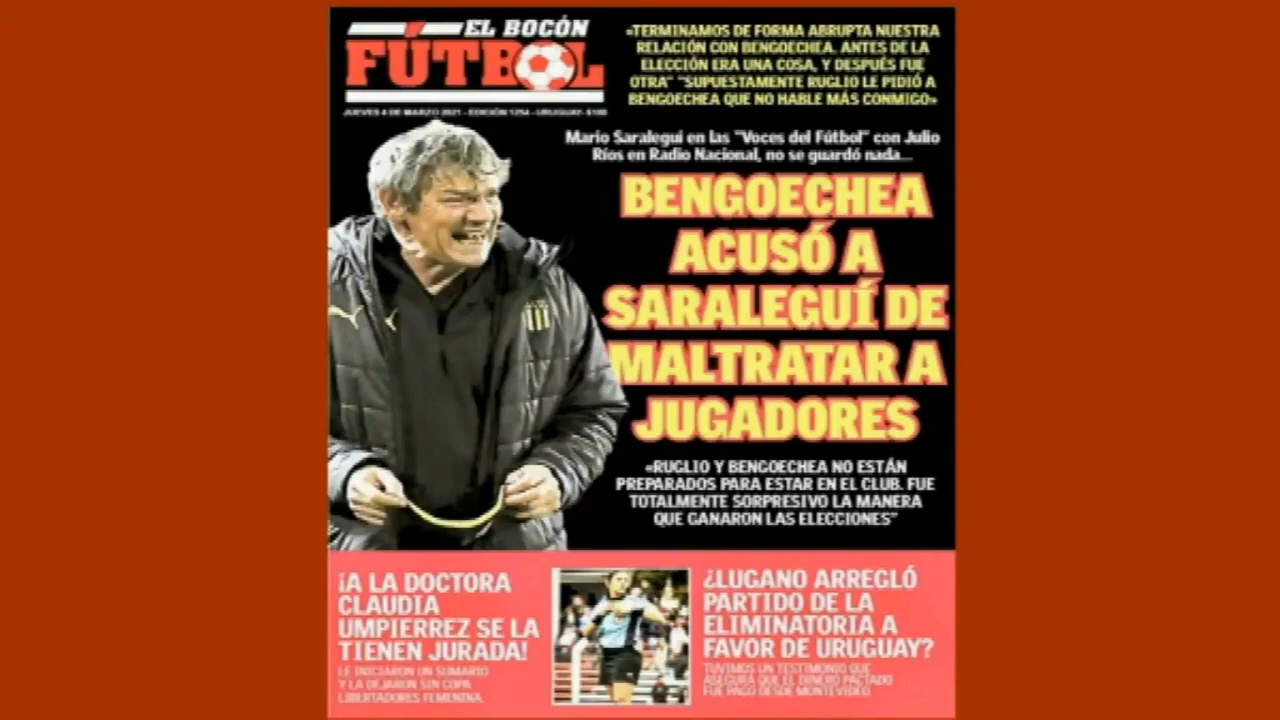 EL BOCÓN
FÚTBOL
JUEVES 4 DE MARZO 2021 - EDICIÓN 1254 - URUGUAY- $100
«TERMINAMOS DE FORMA ABRUPTA NUESTRA
RELACIÓN CON BENGOECHEA. ANTES DE LA
ELECCIÓN ERA UNA COSA, Y DESPUÉS FUE
OTRA" "SUPUESTAMENTE RUGLIO LE PIDIÓ A
BENGOECHEA QUE NO HABLE MÁS CONMIGO»
Mario Saralegui en las "Voces del Fútbol" con Julio
Ríos en Radio Nacional, no se guardó nada...
BENGOECHEA
ACUSÓ A
SARALEGUÍ DE
MALTRATAR A
JUGADORES
«RUGLIO Y BENGOECHEA NO ESTÁN
PREPARADOS PARA ESTAR EN EL CLUB. FUE
TOTALMENTE SORPRESIVO LA MANERA
QUE GANARON LAS ELECCIONES"
¡A LA DOCTORA
CLAUDIA
UMPIERREZ SE LA
TIENEN JURADA!
LE INICIARON UN SUMARIO
Y LA DEJARON SIN COPA
LIBERTADORES FEMENINA.
¿LUGANO ARREGLÓ
PARTIDO DE LA
ELIMINATORIA A
FAVOR DE URUGUAY?
TUVIMOS UN TESTIMONIO QUE
ASEGURA QUE EL DINERO PACTADO
FUE PAGO DESDE MONTEVIDEO.